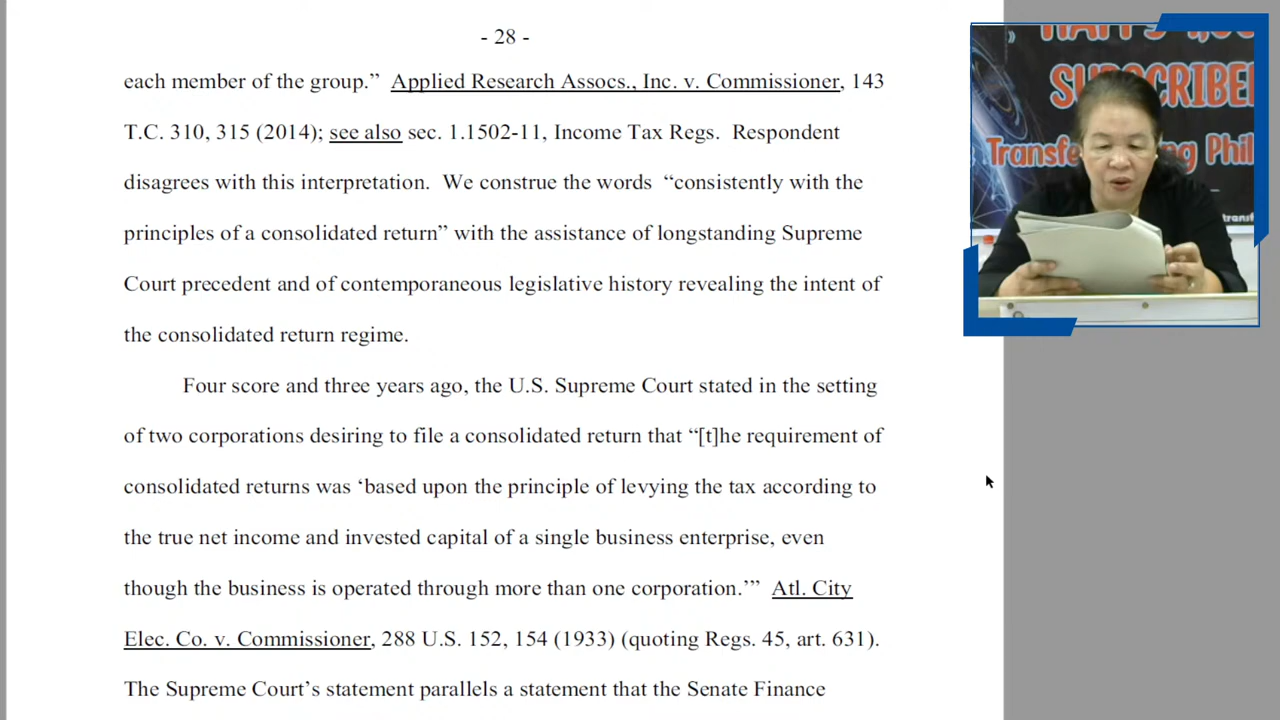 - 28 -
each member of the group.” Applied Research Assocs., Inc. v. Commissioner, 143
T.C. 310, 315 (2014); see also sec. 1.1502-11, Income Tax Regs. Respondent
disagrees with this interpretation. We construe the words “consistently with the
principles of a consolidated return” with the assistance of longstanding Supreme
Court precedent and of contemporaneous legislative history revealing the intent of
the consolidated return regime.
Four score and three years ago, the U.S. Supreme Court stated in the setting
of two corporations desiring to file a consolidated return that “[t]he requirement of
consolidated returns was ‘based upon the principle of levying the tax according to
the true net income and invested capital of a single business enterprise, even
though the business is operated through more than one corporation.’” Atl. City
Elec. Co. v. Commissioner, 288 U.S. 152, 154 (1933) (quoting Regs. 45, art. 631).
The Supreme Court’s statement parallels a statement that the Senate Finance